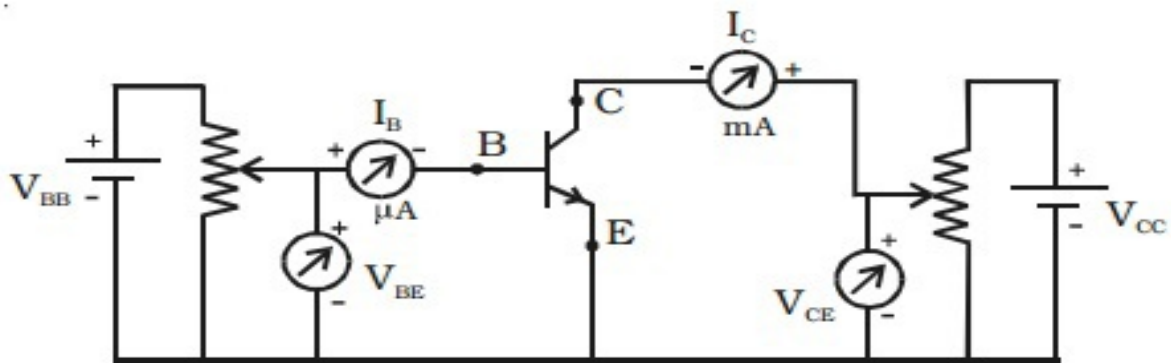 I_C
- +
C
mA
I_B
+ -
B
μA
+
V_BB
-
+
V_BE
-
E
+
V_CE
-
+
V_CC
-